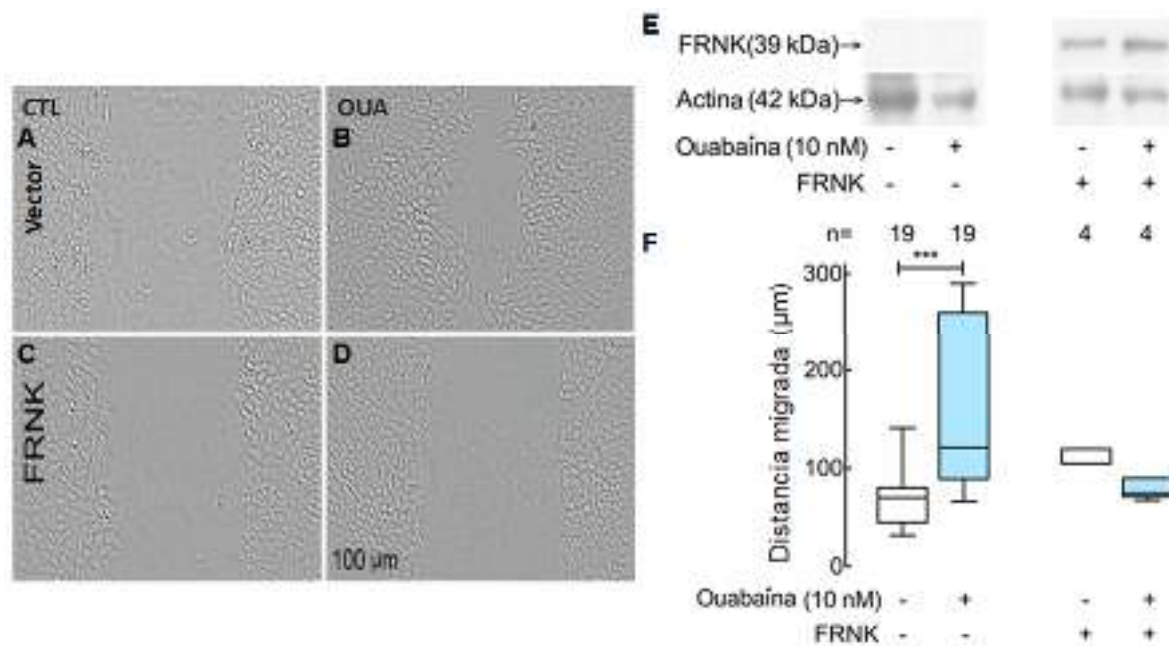 CTL
A
Vector
OUA
B
C
FRNK
D
100 µm
E
FRNK(39 kDa)→
Actina (42 kDa)→
Ouabaína (10 nM) - + - +
FRNK - - + +
F
n= 19 19 4 4
***
Distancia migrada (µm)
300
200
100
0
Ouabaína (10 nM) - + - +
FRNK - - + +